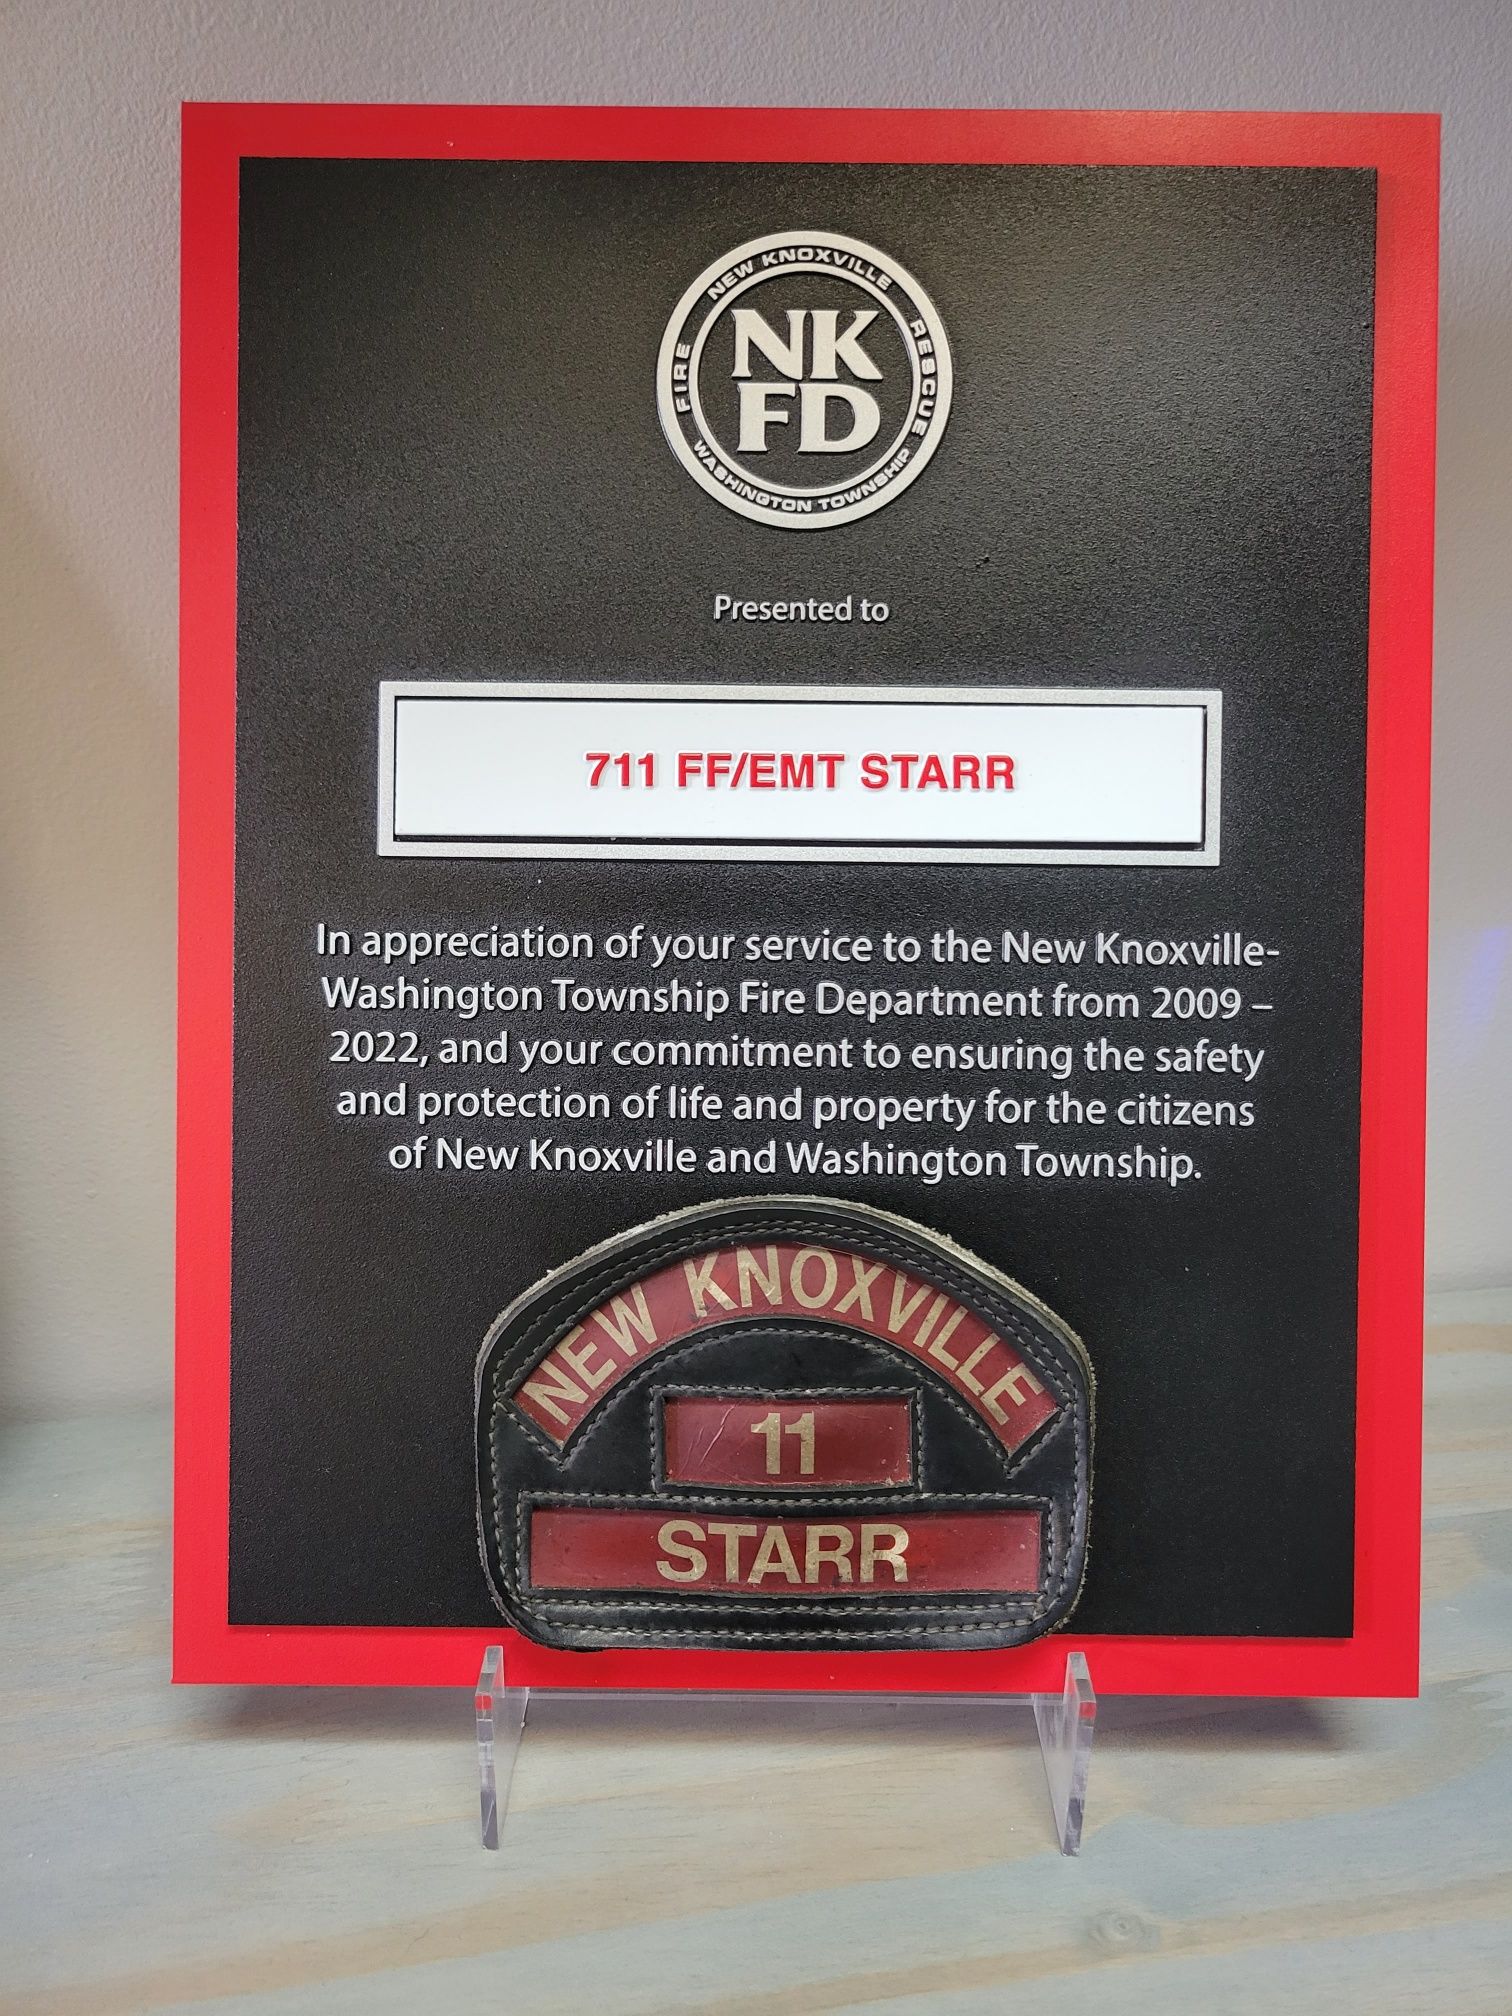 NEW KNOXVILLE
FIRE
RESCUE
NK
FD
WASHINGTON TOWNSHIP
Presented to
711 FF/EMT STARR
In appreciation of your service to the New Knoxville-
Washington Township Fire Department from 2009 –
2022, and your commitment to ensuring the safety
and protection of life and property for the citizens
of New Knoxville and Washington Township.
NEW KNOXVILLE
11
STARR